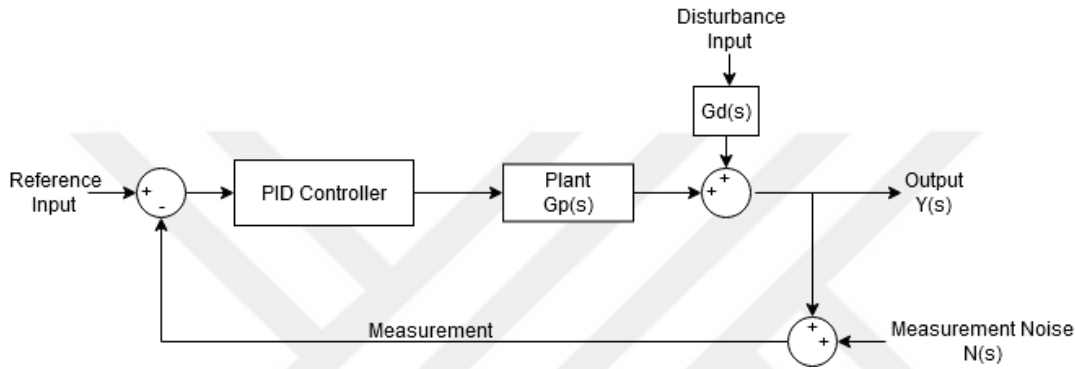 Disturbance
Input
Gd(s)
Reference
Input
+
-
PID Controller
Plant
Gp(s)
+
+
Output
Y(s)
Measurement
+
+
Measurement Noise
N(s)